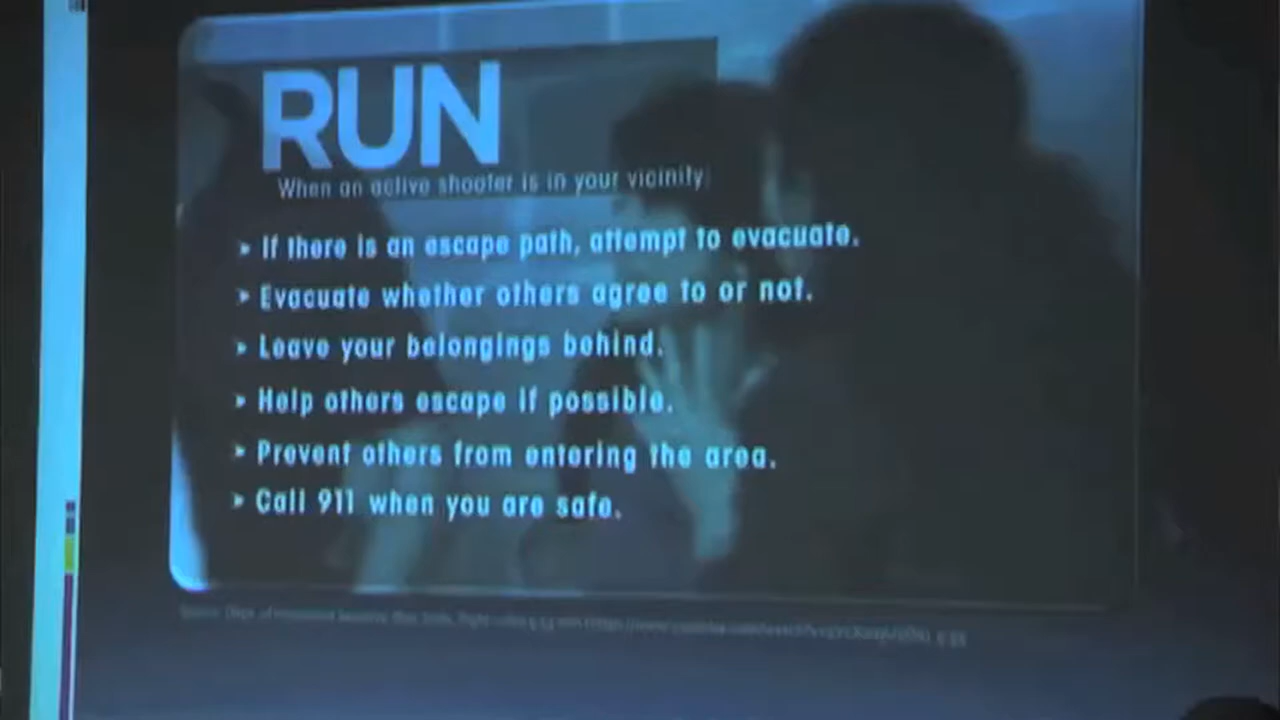 RUN
When an active shooter is in your vicinity:
➤ If there is an escape path, attempt to evacuate.
➤ Evacuate whether others agree to or not.
➤ Leave your belongings behind.
➤ Help others escape if possible.
➤ Prevent others from entering the area.
➤ Call 911 when you are safe.